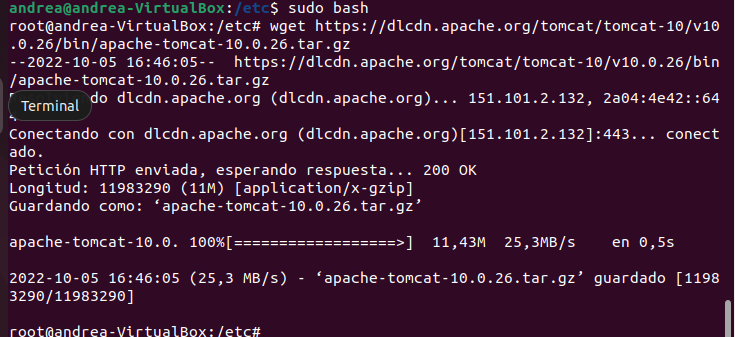 andrea@andrea-VirtualBox:/etc$ sudo bash
root@andrea-VirtualBox:/etc# wget https://dlcdn.apache.org/tomcat/tomcat-10/v10
.0.26/bin/apache-tomcat-10.0.26.tar.gz
--2022-10-05 16:46:05--  https://dlcdn.apache.org/tomcat/tomcat-10/v10.0.26/bin
/apache-tomcat-10.0.26.tar.gz
do dlcdn.apache.org (dlcdn.apache.org)... 151.101.2.132, 2a04:4e42::64
Terminal
Conectando con dlcdn.apache.org (dlcdn.apache.org)[151.101.2.132]:443... conect
ado.
Petición HTTP enviada, esperando respuesta... 200 OK
Longitud: 11983290 (11M) [application/x-gzip]
Guardando como: ‘apache-tomcat-10.0.26.tar.gz’
apache-tomcat-10.0. 100%[==================>]  11,43M  25,3MB/s    en 0,5s
2022-10-05 16:46:05 (25,3 MB/s) - ‘apache-tomcat-10.0.26.tar.gz’ guardado [1198
3290/11983290]
root@andrea-VirtualBox:/etc#